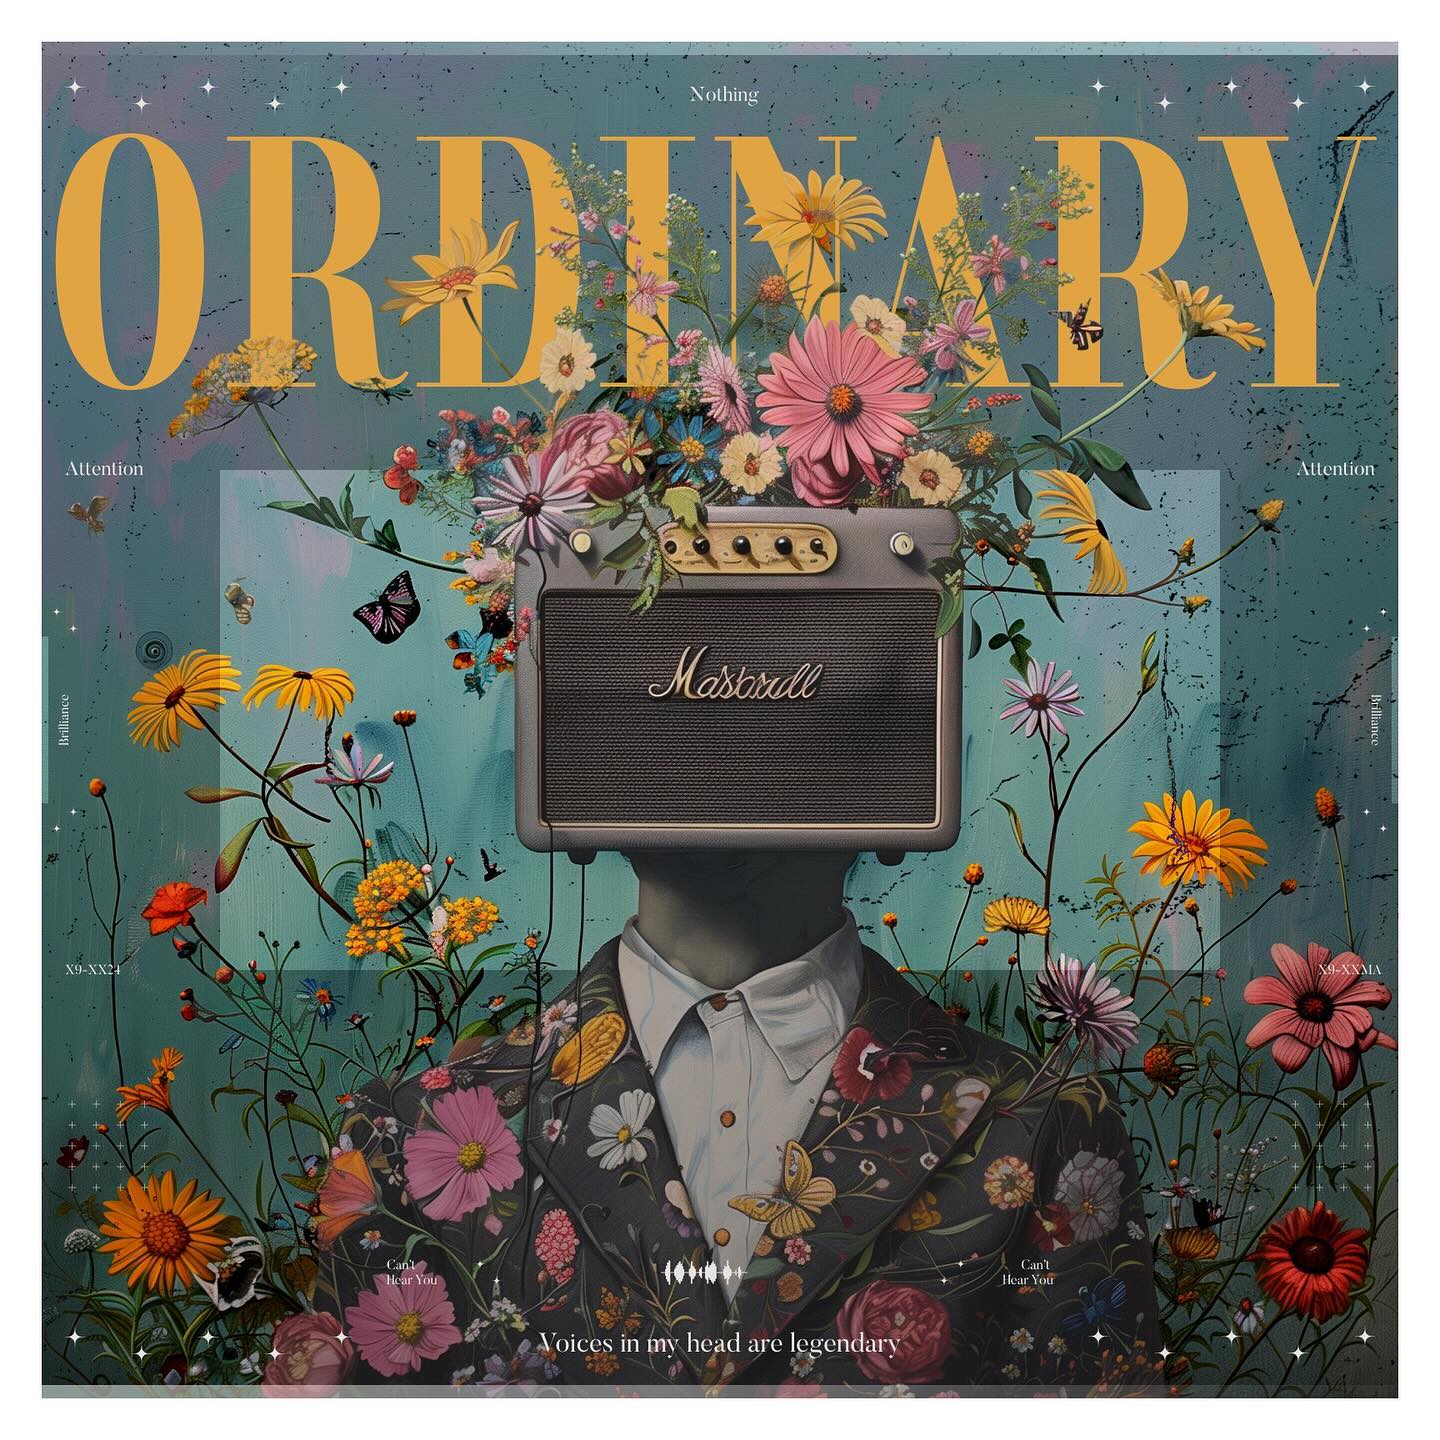 Nothing
ORDINARY
Attention
Attention
Brilliance
Brilliance
X9-XX24
X9-XXMA
Can't
Hear You
Can't
Hear You
Voices in my head are legendary